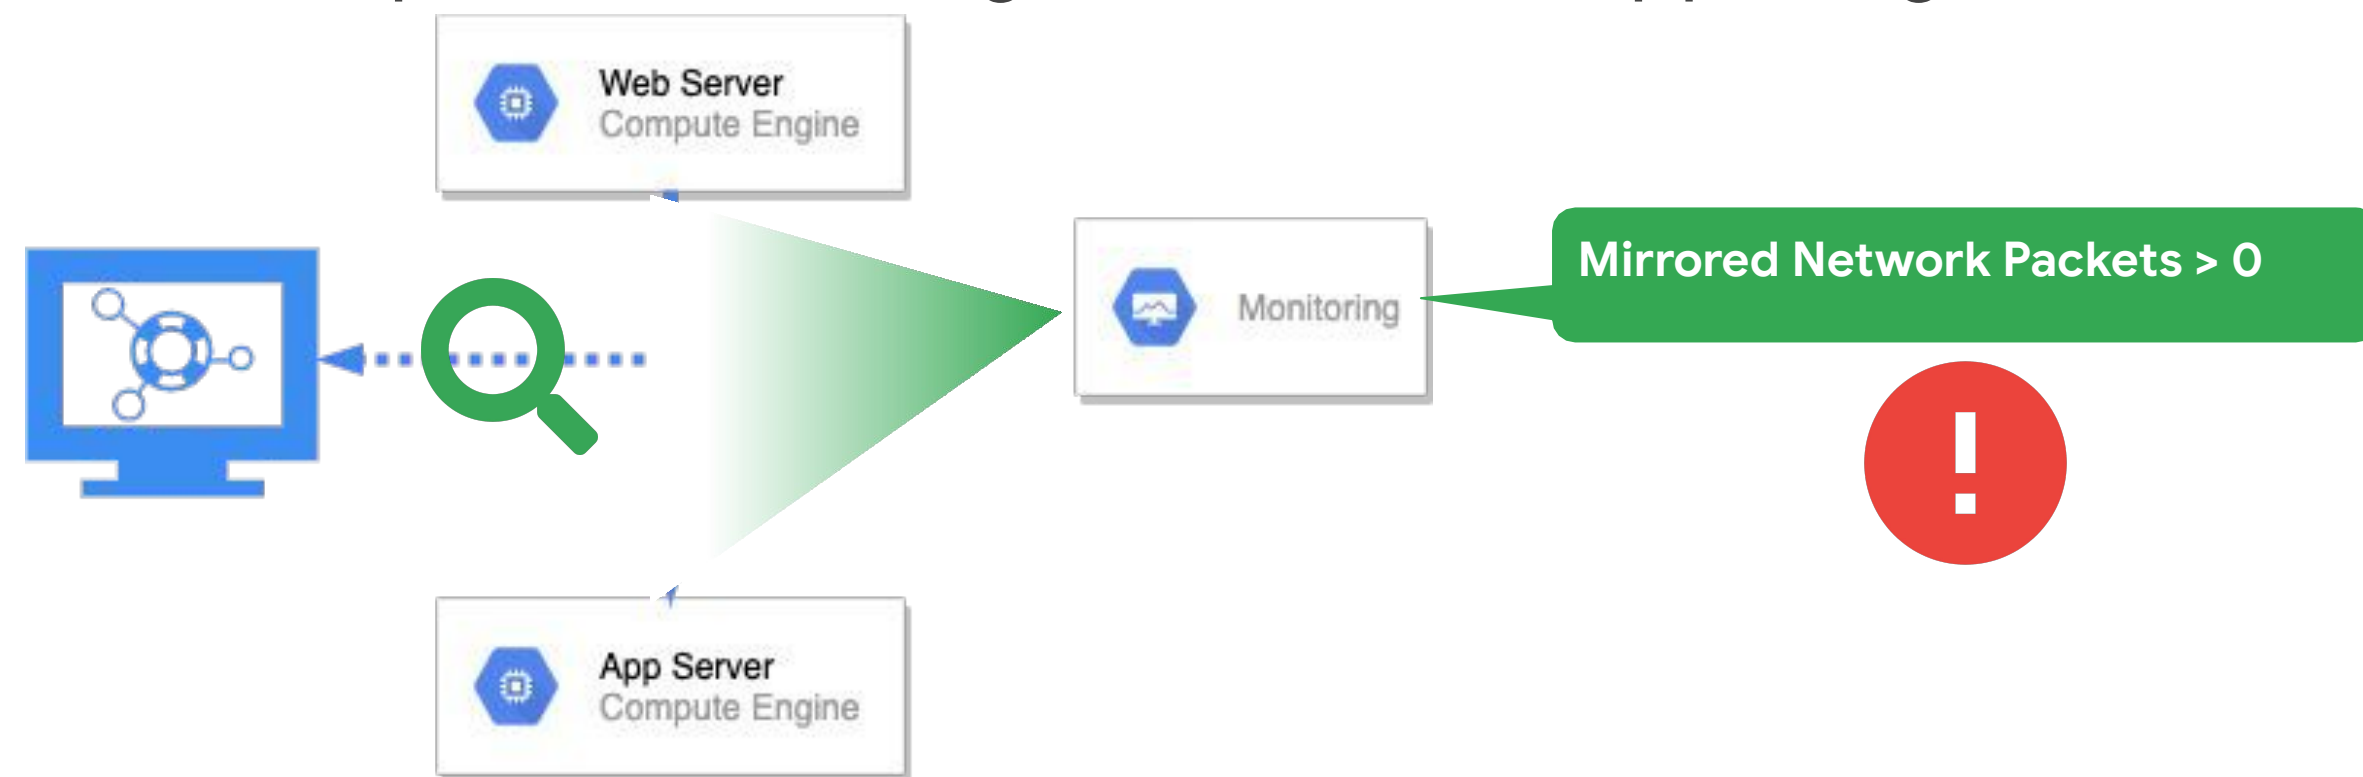 Web Server
Compute Engine
Mirrored Network Packets > 0
Monitoring
App Server
Compute Engine